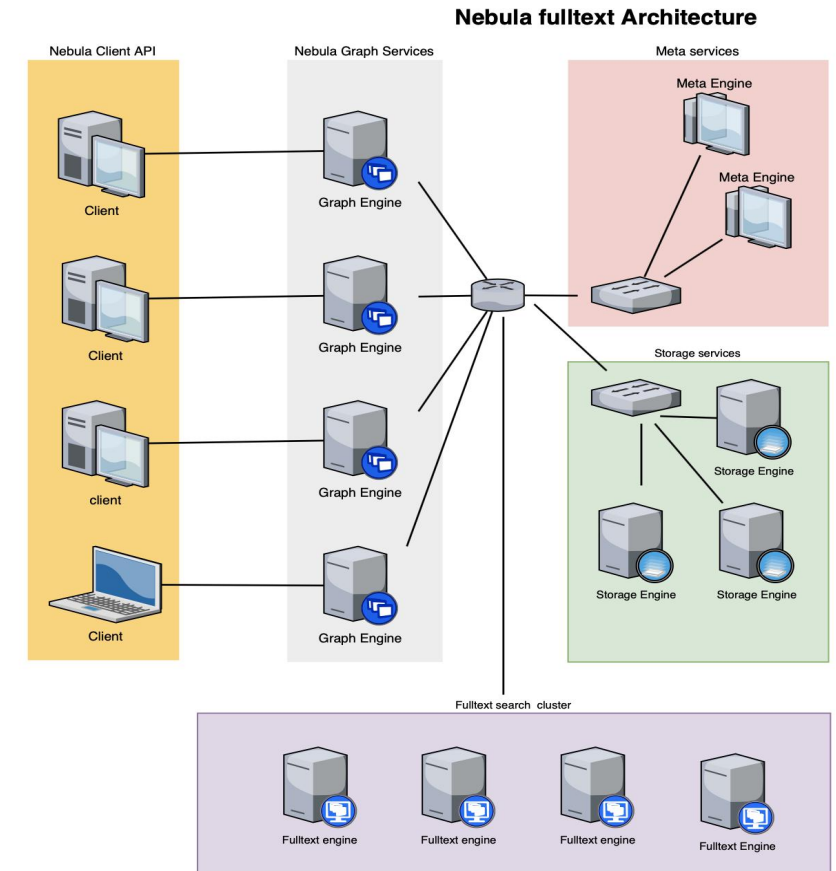 Nebula fulltext Architecture
Nebula Client API
Nebula Graph Services
Meta services
Meta Engine
Meta Engine
Client
Graph Engine
Client
Graph Engine
Storage services
Storage Engine
client
Graph Engine
Storage Engine
Storage Engine
Client
Graph Engine
Fulltext search cluster
Fulltext engine
Fulltext engine
Fulltext engine
Fulltext Engine